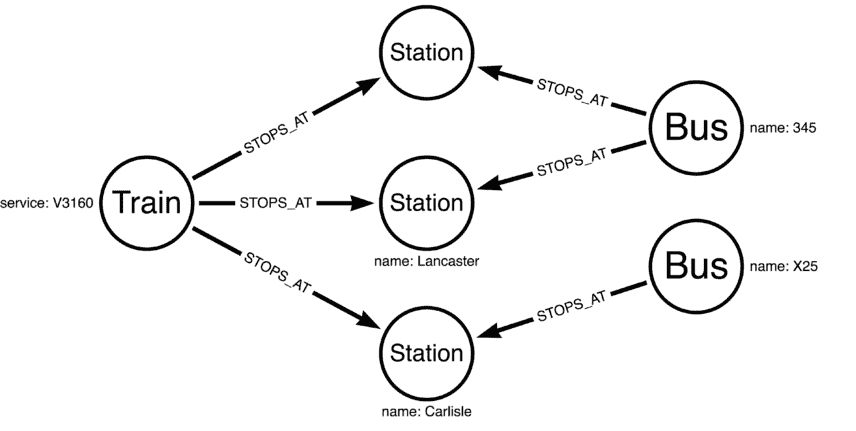 Station
STOPS_AT
STOPS_AT
Bus
name: 345
STOPS_AT
service: V3160
Train
STOPS_AT
Station
name: Lancaster
STOPS_AT
Bus
name: X25
STOPS_AT
Station
name: Carlisle